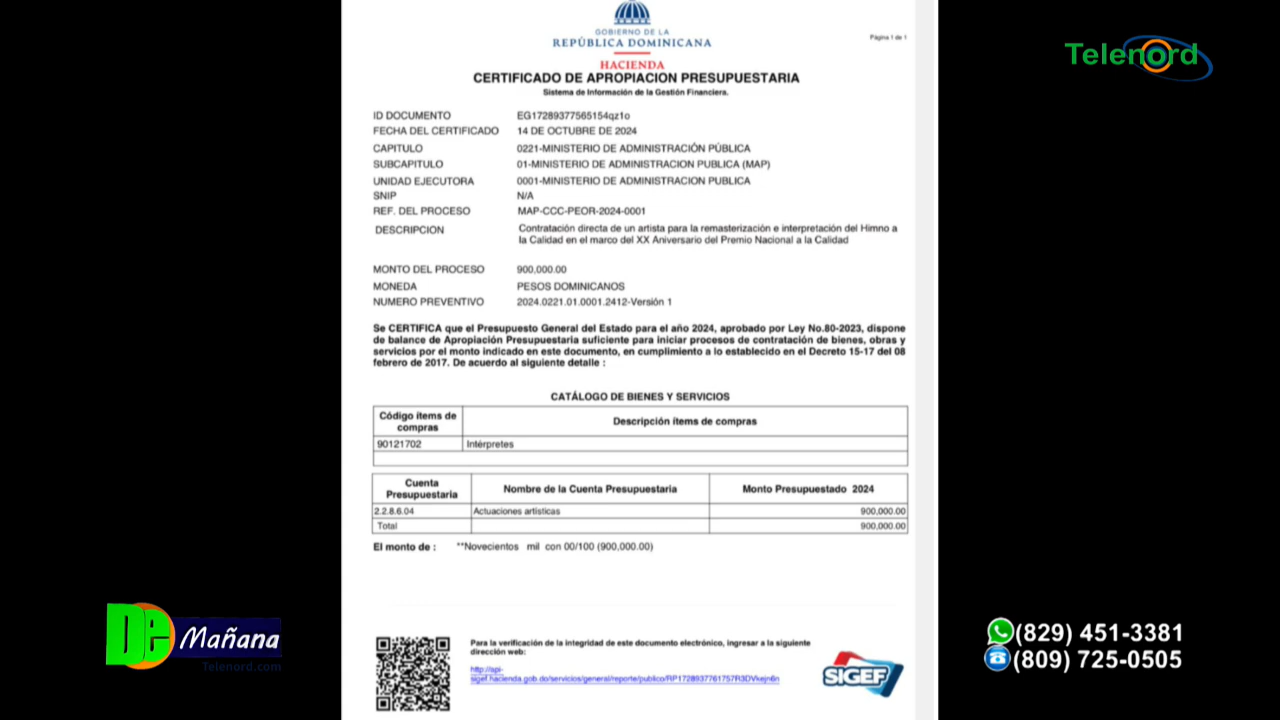 GOBIERNO DE LA
REPÚBLICA DOMINICANA
HACIENDA
Página 1 de 1
Telenord
CERTIFICADO DE APROPIACION PRESUPUESTARIA
Sistema de Información de la Gestión Financiera.
ID DOCUMENTO EG17289377565154qz1o
FECHA DEL CERTIFICADO 14 DE OCTUBRE DE 2024
CAPITULO 0221-MINISTERIO DE ADMINISTRACIÓN PÚBLICA
SUBCAPITULO 01-MINISTERIO DE ADMINISTRACION PUBLICA (MAP)
UNIDAD EJECUTORA 0001-MINISTERIO DE ADMINISTRACION PUBLICA
SNIP N/A
REF. DEL PROCESO MAP-CCC-PEOR-2024-0001
DESCRIPCION Contratación directa de un artista para la remasterización e interpretación del Himno a
la Calidad en el marco del XX Aniversario del Premio Nacional a la Calidad
MONTO DEL PROCESO 900,000.00
MONEDA PESOS DOMINICANOS
NUMERO PREVENTIVO 2024.0221.01.0001.2412-Versión 1
Se CERTIFICA que el Presupuesto General del Estado para el año 2024, aprobado por Ley No.80-2023, dispone
de balance de Apropiación Presupuestaria suficiente para iniciar procesos de contratación de bienes, obras y
servicios por el monto indicado en este documento, en cumplimiento a lo establecido en el Decreto 15-17 del 08
febrero de 2017. De acuerdo al siguiente detalle :
CATÁLOGO DE BIENES Y SERVICIOS
Código ítems de compras Descripción ítems de compras
90121702 Intérpretes
Cuenta Presupuestaria Nombre de la Cuenta Presupuestaria Monto Presupuestado 2024
2.2.8.6.04 Actuaciones artísticas 900,000.00
Total 900,000.00
El monto de : **Novecientos mil con 00/100 (900,000.00)
Para la verificación de la integridad de este documento electrónico, ingresar a la siguiente
dirección web:
http://api-
sigef.hacienda.gob.do/servicios/general/reporte/publico/RP1728937761757R3DVkejn6n
SIGEF
De Mañana
Telenord.com
(829) 451-3381
(809) 725-0505